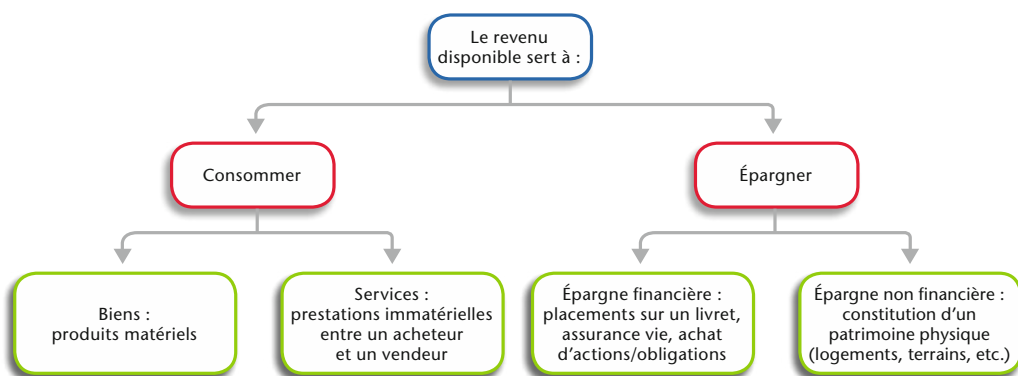 Le revenu
disponible sert à :
Consommer
Épargner
Biens :
produits matériels
Services :
prestations immatérielles
entre un acheteur
et un vendeur
Épargne financière :
placements sur un livret,
assurance vie, achat
d’actions/obligations
Épargne non financière :
constitution d’un
patrimoine physique
(logements, terrains, etc.)